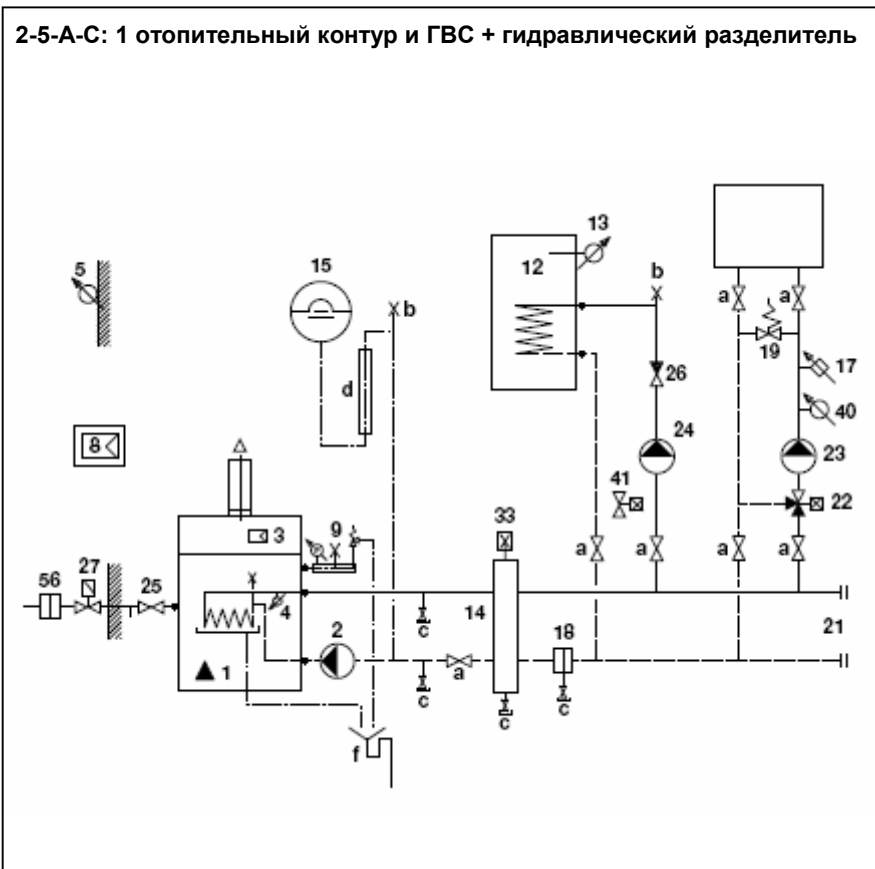 2-5-A-C: 1 отопительный контур и ГВС + гидравлический разделитель
13
5
15
12
b
b
a
a
19
17
26
d
40
24
23
8
41
22
3
9
33
27
a
a
a
a
56
25
4
14
2
c
18
21
1
a
c
c
c
f